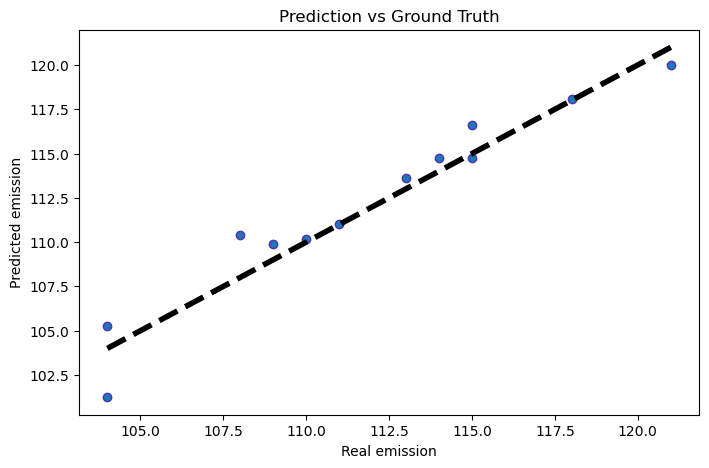 Prediction vs Ground Truth
120.0
117.5
115.0
112.5
110.0
107.5
105.0
102.5
Predicted emission
105.0 107.5 110.0 112.5 115.0 117.5 120.0
Real emission